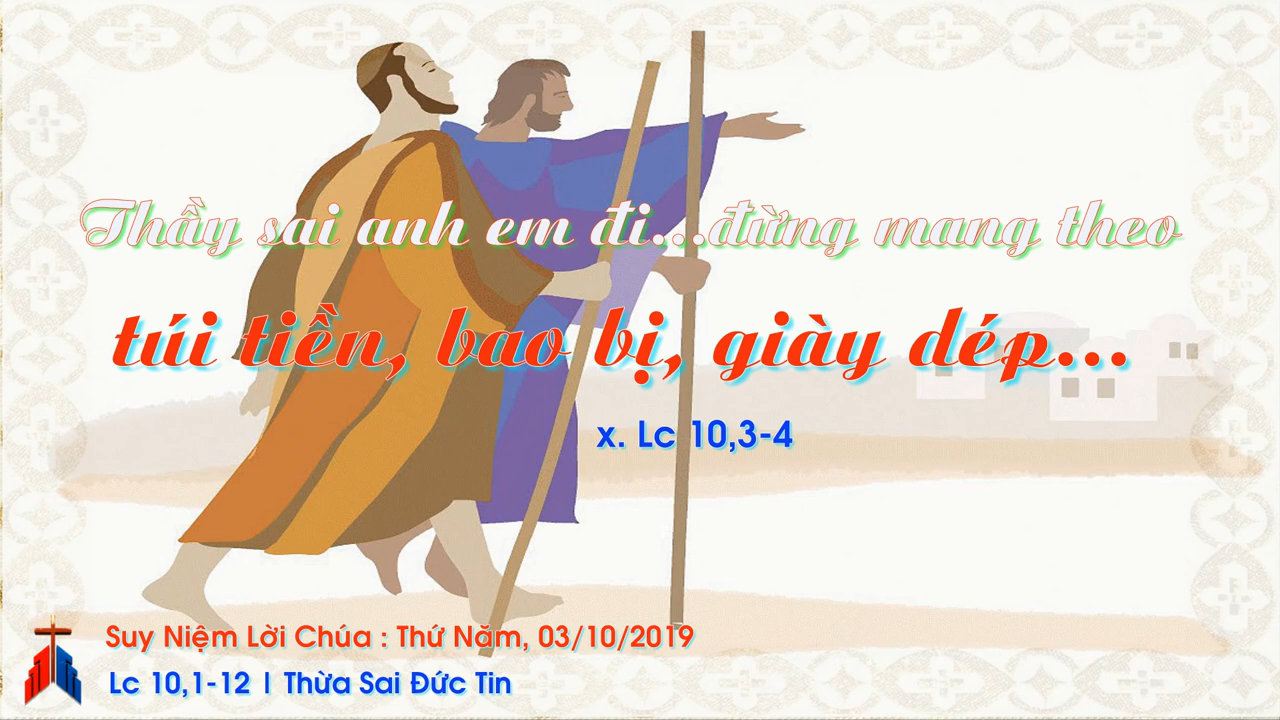 Thầy sai anh em đi...đừng mang theo
túi tiền, bao bị, giày dép...
x. Lc 10,3-4
Suy Niệm Lời Chúa : Thứ Năm, 03/10/2019
Lc 10,1-12 | Thừa Sai Đức Tin